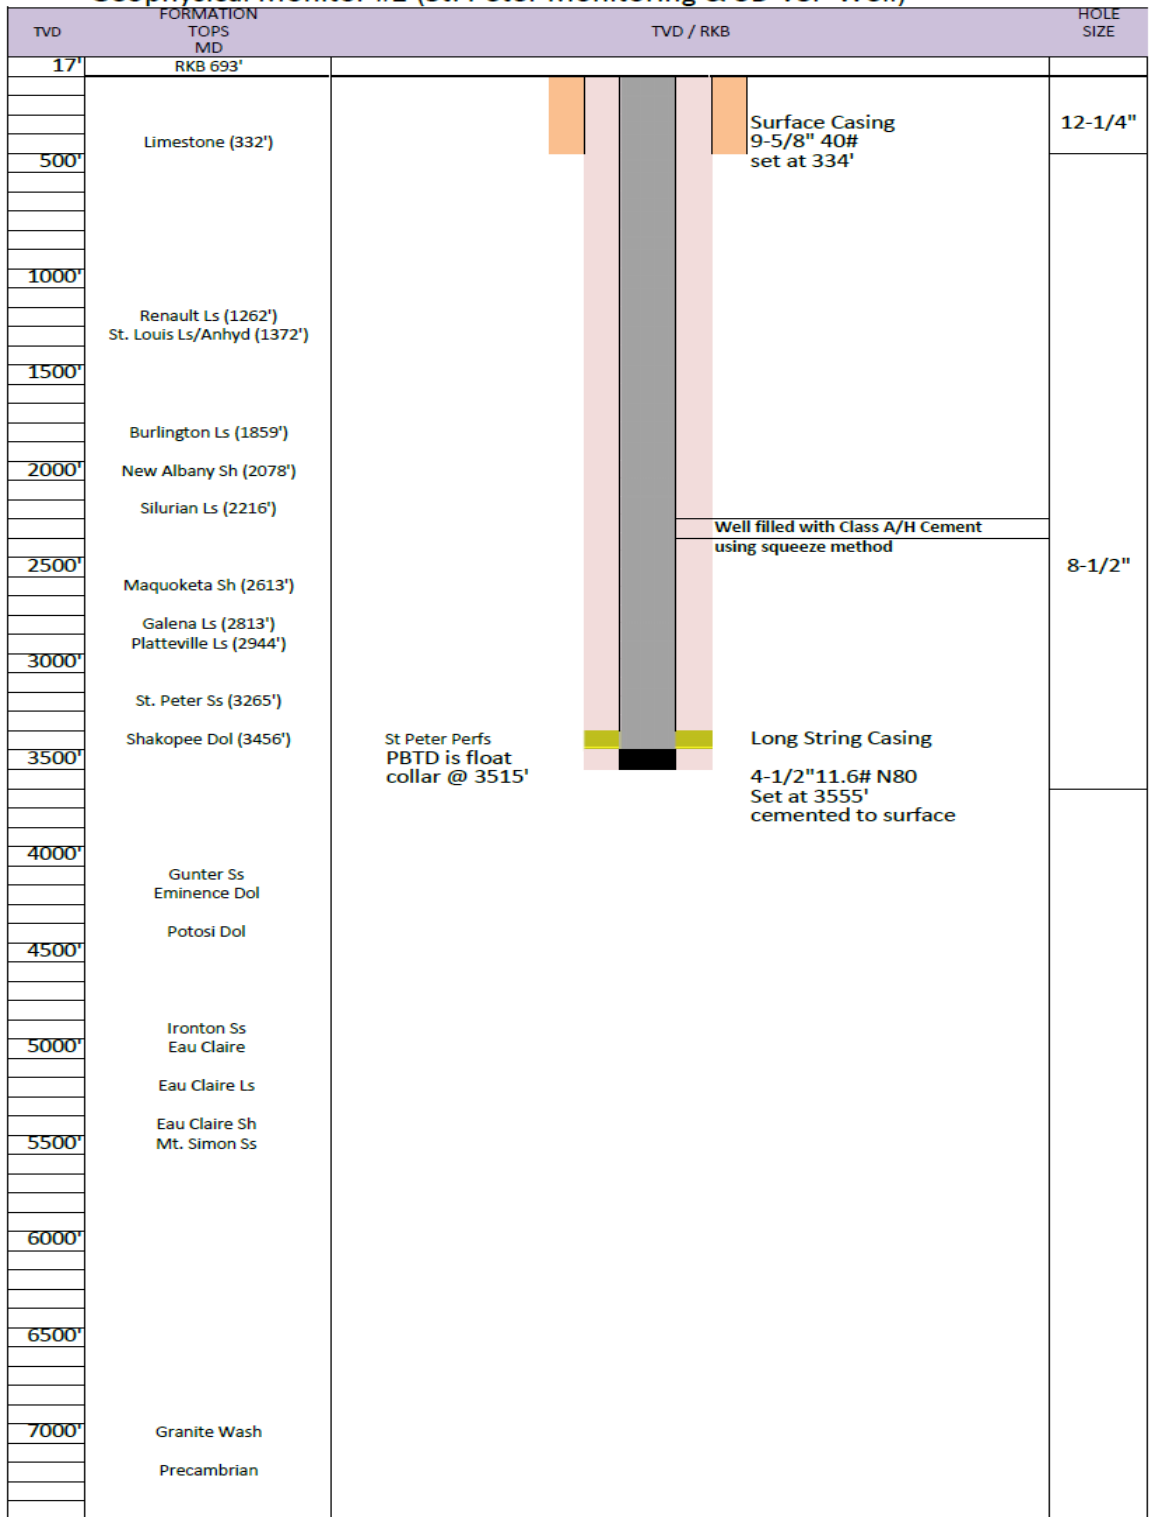 TVD
FORMATION
TOPS
MD
TVD / RKB
HOLE
SIZE
17'
RKB 693'
Limestone (332')
Surface Casing
9-5/8" 40#
set at 334'
12-1/4"
500'
1000'
Renault Ls (1262')
St. Louis Ls/Anhyd (1372')
1500'
Burlington Ls (1859')
2000'
New Albany Sh (2078')
Silurian Ls (2216')
Well filled with Class A/H Cement
using squeeze method
2500'
8-1/2"
Maquoketa Sh (2613')
Galena Ls (2813')
Platteville Ls (2944')
3000'
St. Peter Ss (3265')
Shakopee Dol (3456')
St Peter Perfs
PBTD is float
collar @ 3515'
Long String Casing
4-1/2"11.6# N80
Set at 3555'
cemented to surface
3500'
4000'
Gunter Ss
Eminence Dol
Potosi Dol
4500'
Ironton Ss
5000'
Eau Claire
Eau Claire Ls
Eau Claire Sh
5500'
Mt. Simon Ss
6000'
6500'
7000'
Granite Wash
Precambrian